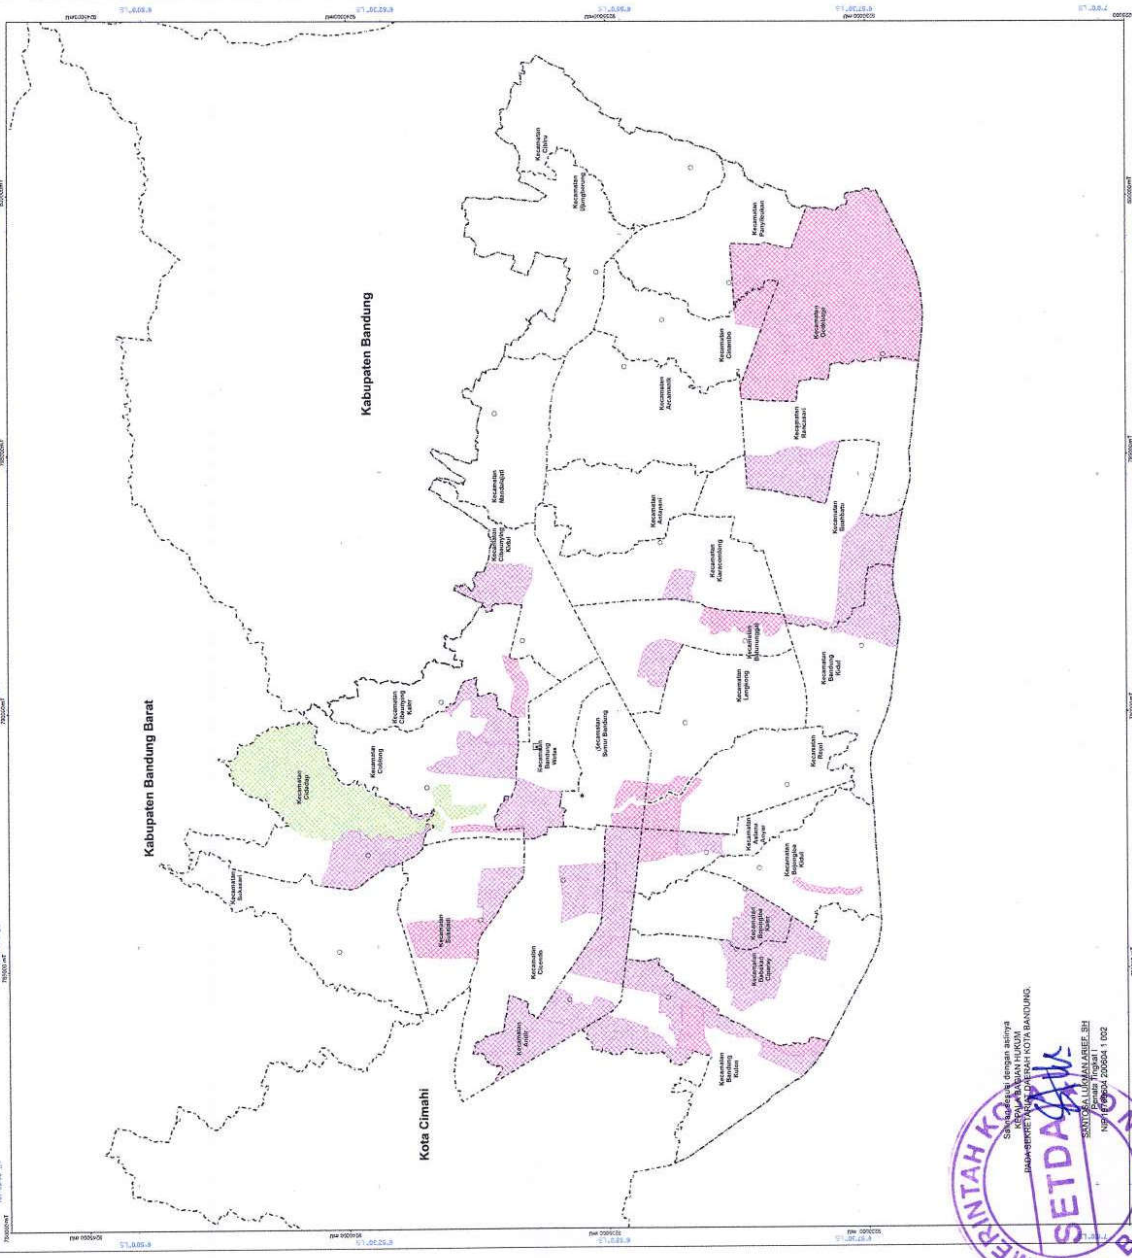 Kabupaten Bandung Barat
Kabupaten Bandung
Kota Cimahi
Kecamatan
Sukasari
Kecamatan
Cidadap
Kecamatan
Coblong
Kecamatan
Cibeunying
Kaler
Kecamatan
Cibeunying
Kidul
Kecamatan
Mandalajati
Kecamatan
Ujungberung
Kecamatan
Cibiru
Kecamatan
Panyileukan
Kecamatan
Gedebage
Kecamatan
Cinambo
Kecamatan
Arcamanik
Kecamatan
Rancasari
Kecamatan
Antapani
Kecamatan
Buahbatu
Kecamatan
Kiaracondong
Kecamatan
Batununggal
Kecamatan
Bandung
Kidul
Kecamatan
Lengkong
Kecamatan
Sumur Bandung
Kecamatan
Bandung
Wetan
Kecamatan
Regol
Kecamatan
Astana
Anyar
Kecamatan
Bojongloa
Kidul
Kecamatan
Bojongloa
Kaler
Kecamatan
Babakan
Ciparay
Kecamatan
Bandung
Kulon
Kecamatan
Andir
Kecamatan
Cicendo
Kecamatan
Sukajadi
Salinan sesuai dengan aslinya
KEPALA BAGIAN HUKUM
PADA SEKRETARIAT DAERAH KOTA BANDUNG,
SETDA
SANTOSA LUKMAN ARIEF, SH
Penata Tingkat I